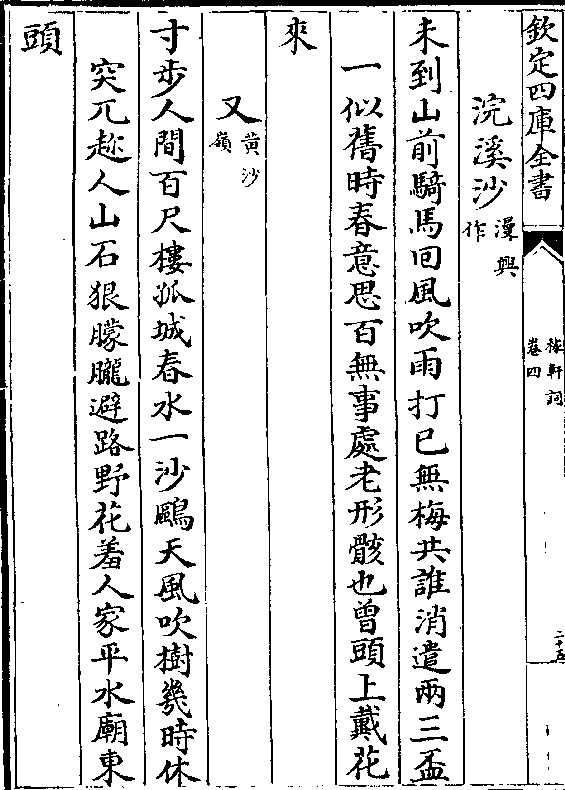 欽定四庫全書
稼軒詞
卷四
二十五
浣溪沙漫興作
未到山前騎馬回風吹雨打已無梅共誰消遣兩三盃
一似舊時春意思百無事處老形骸也曾頭上戴花
來
又黄沙嶺
寸步人間百尺樓孤城春水一沙鷗天風吹樹幾時休
突兀趂人山石狠朦朧避路野花羞人家平水廟東
頭